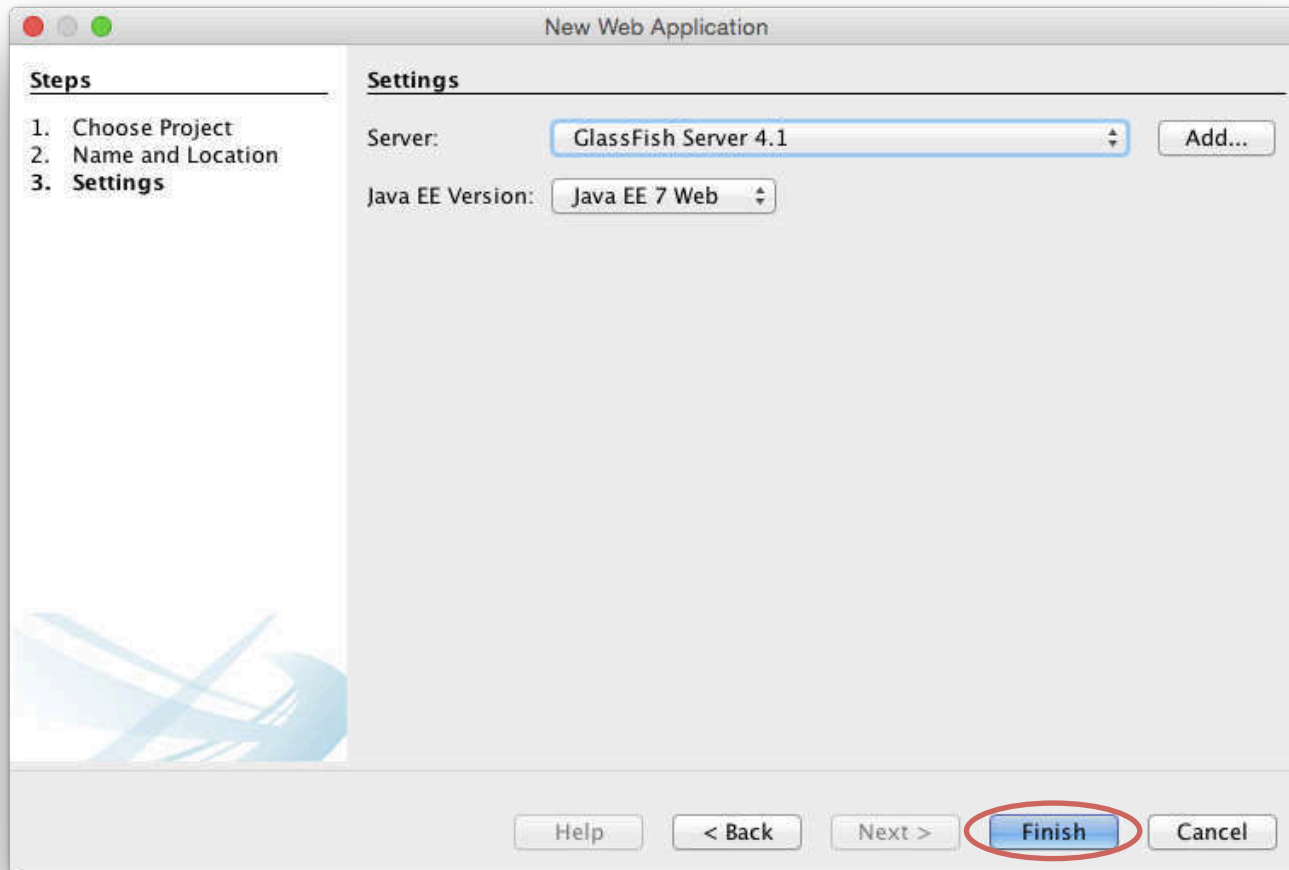 New Web Application
Steps
1. Choose Project
2. Name and Location
3. Settings
Settings
Server: GlassFish Server 4.1 Add...
Java EE Version: Java EE 7 Web
Help < Back Next > Finish Cancel